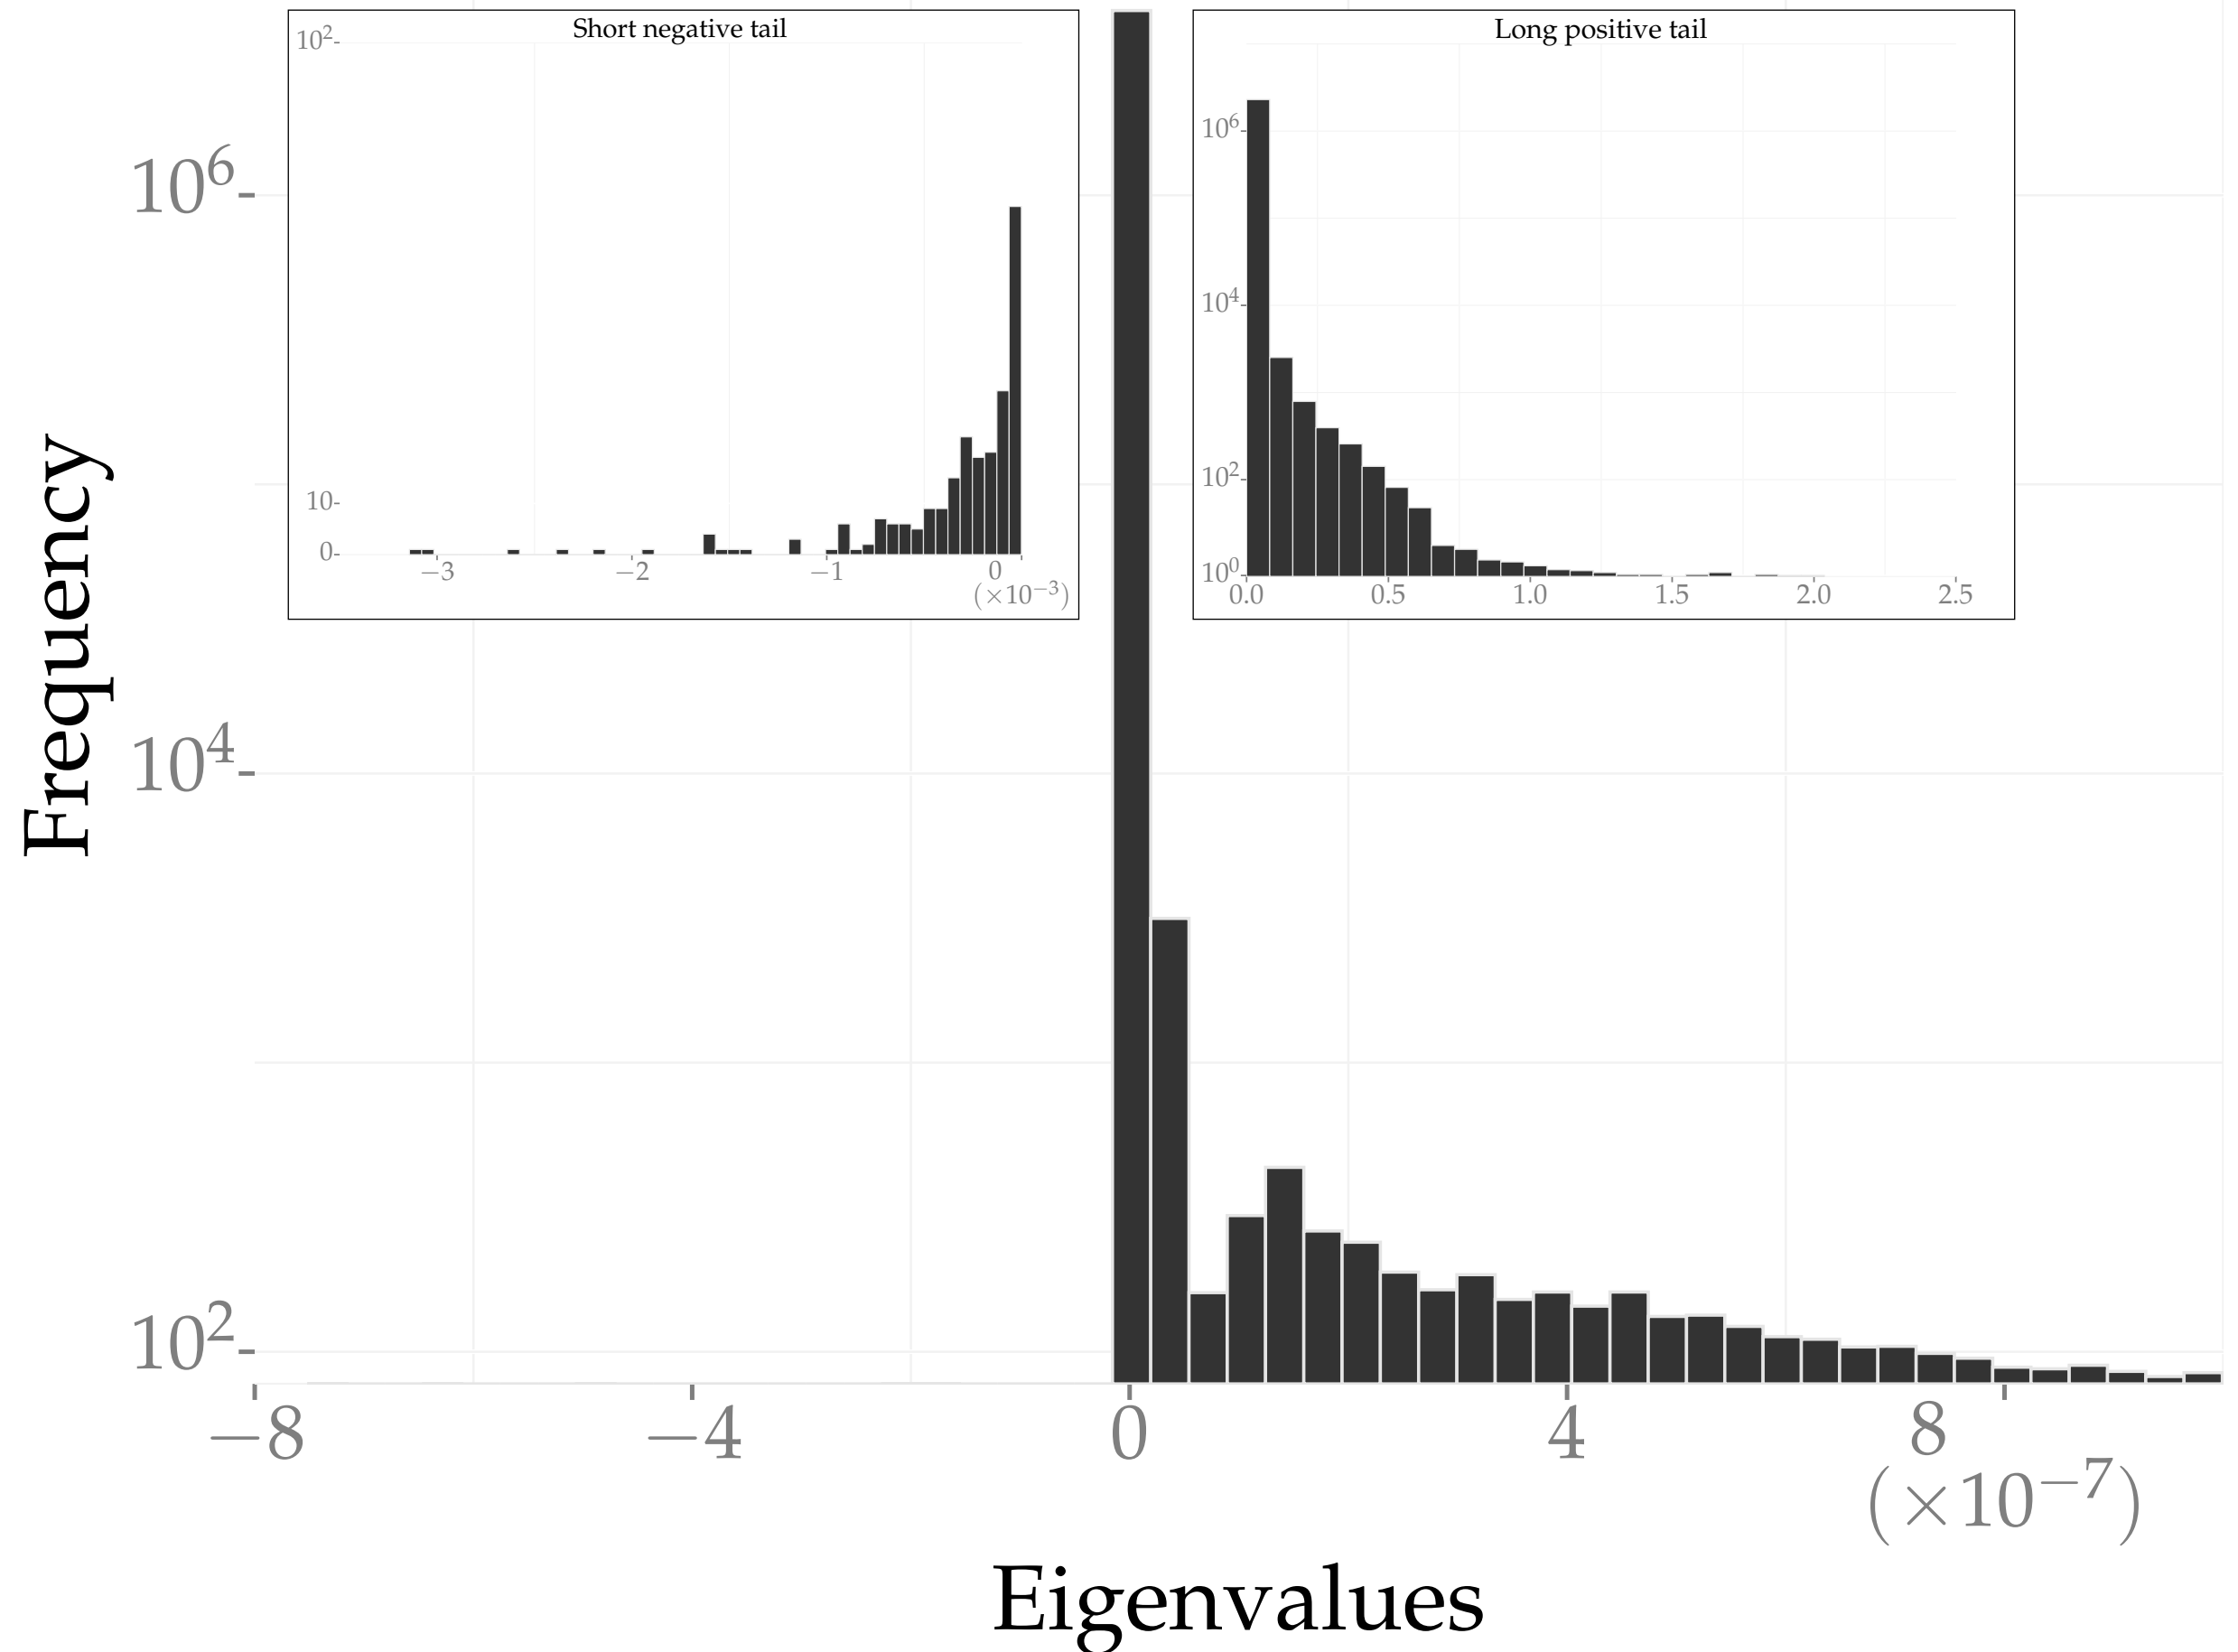 Short negative tail
10²
10
0
−3 −2 −1 0
(×10⁻³)
Long positive tail
10⁶
10⁴
10²
10⁰
0.0 0.5 1.0 1.5 2.0 2.5
Frequency
10⁶
10⁴
10²
−8 −4 0 4 8
(×10⁻⁷)
Eigenvalues